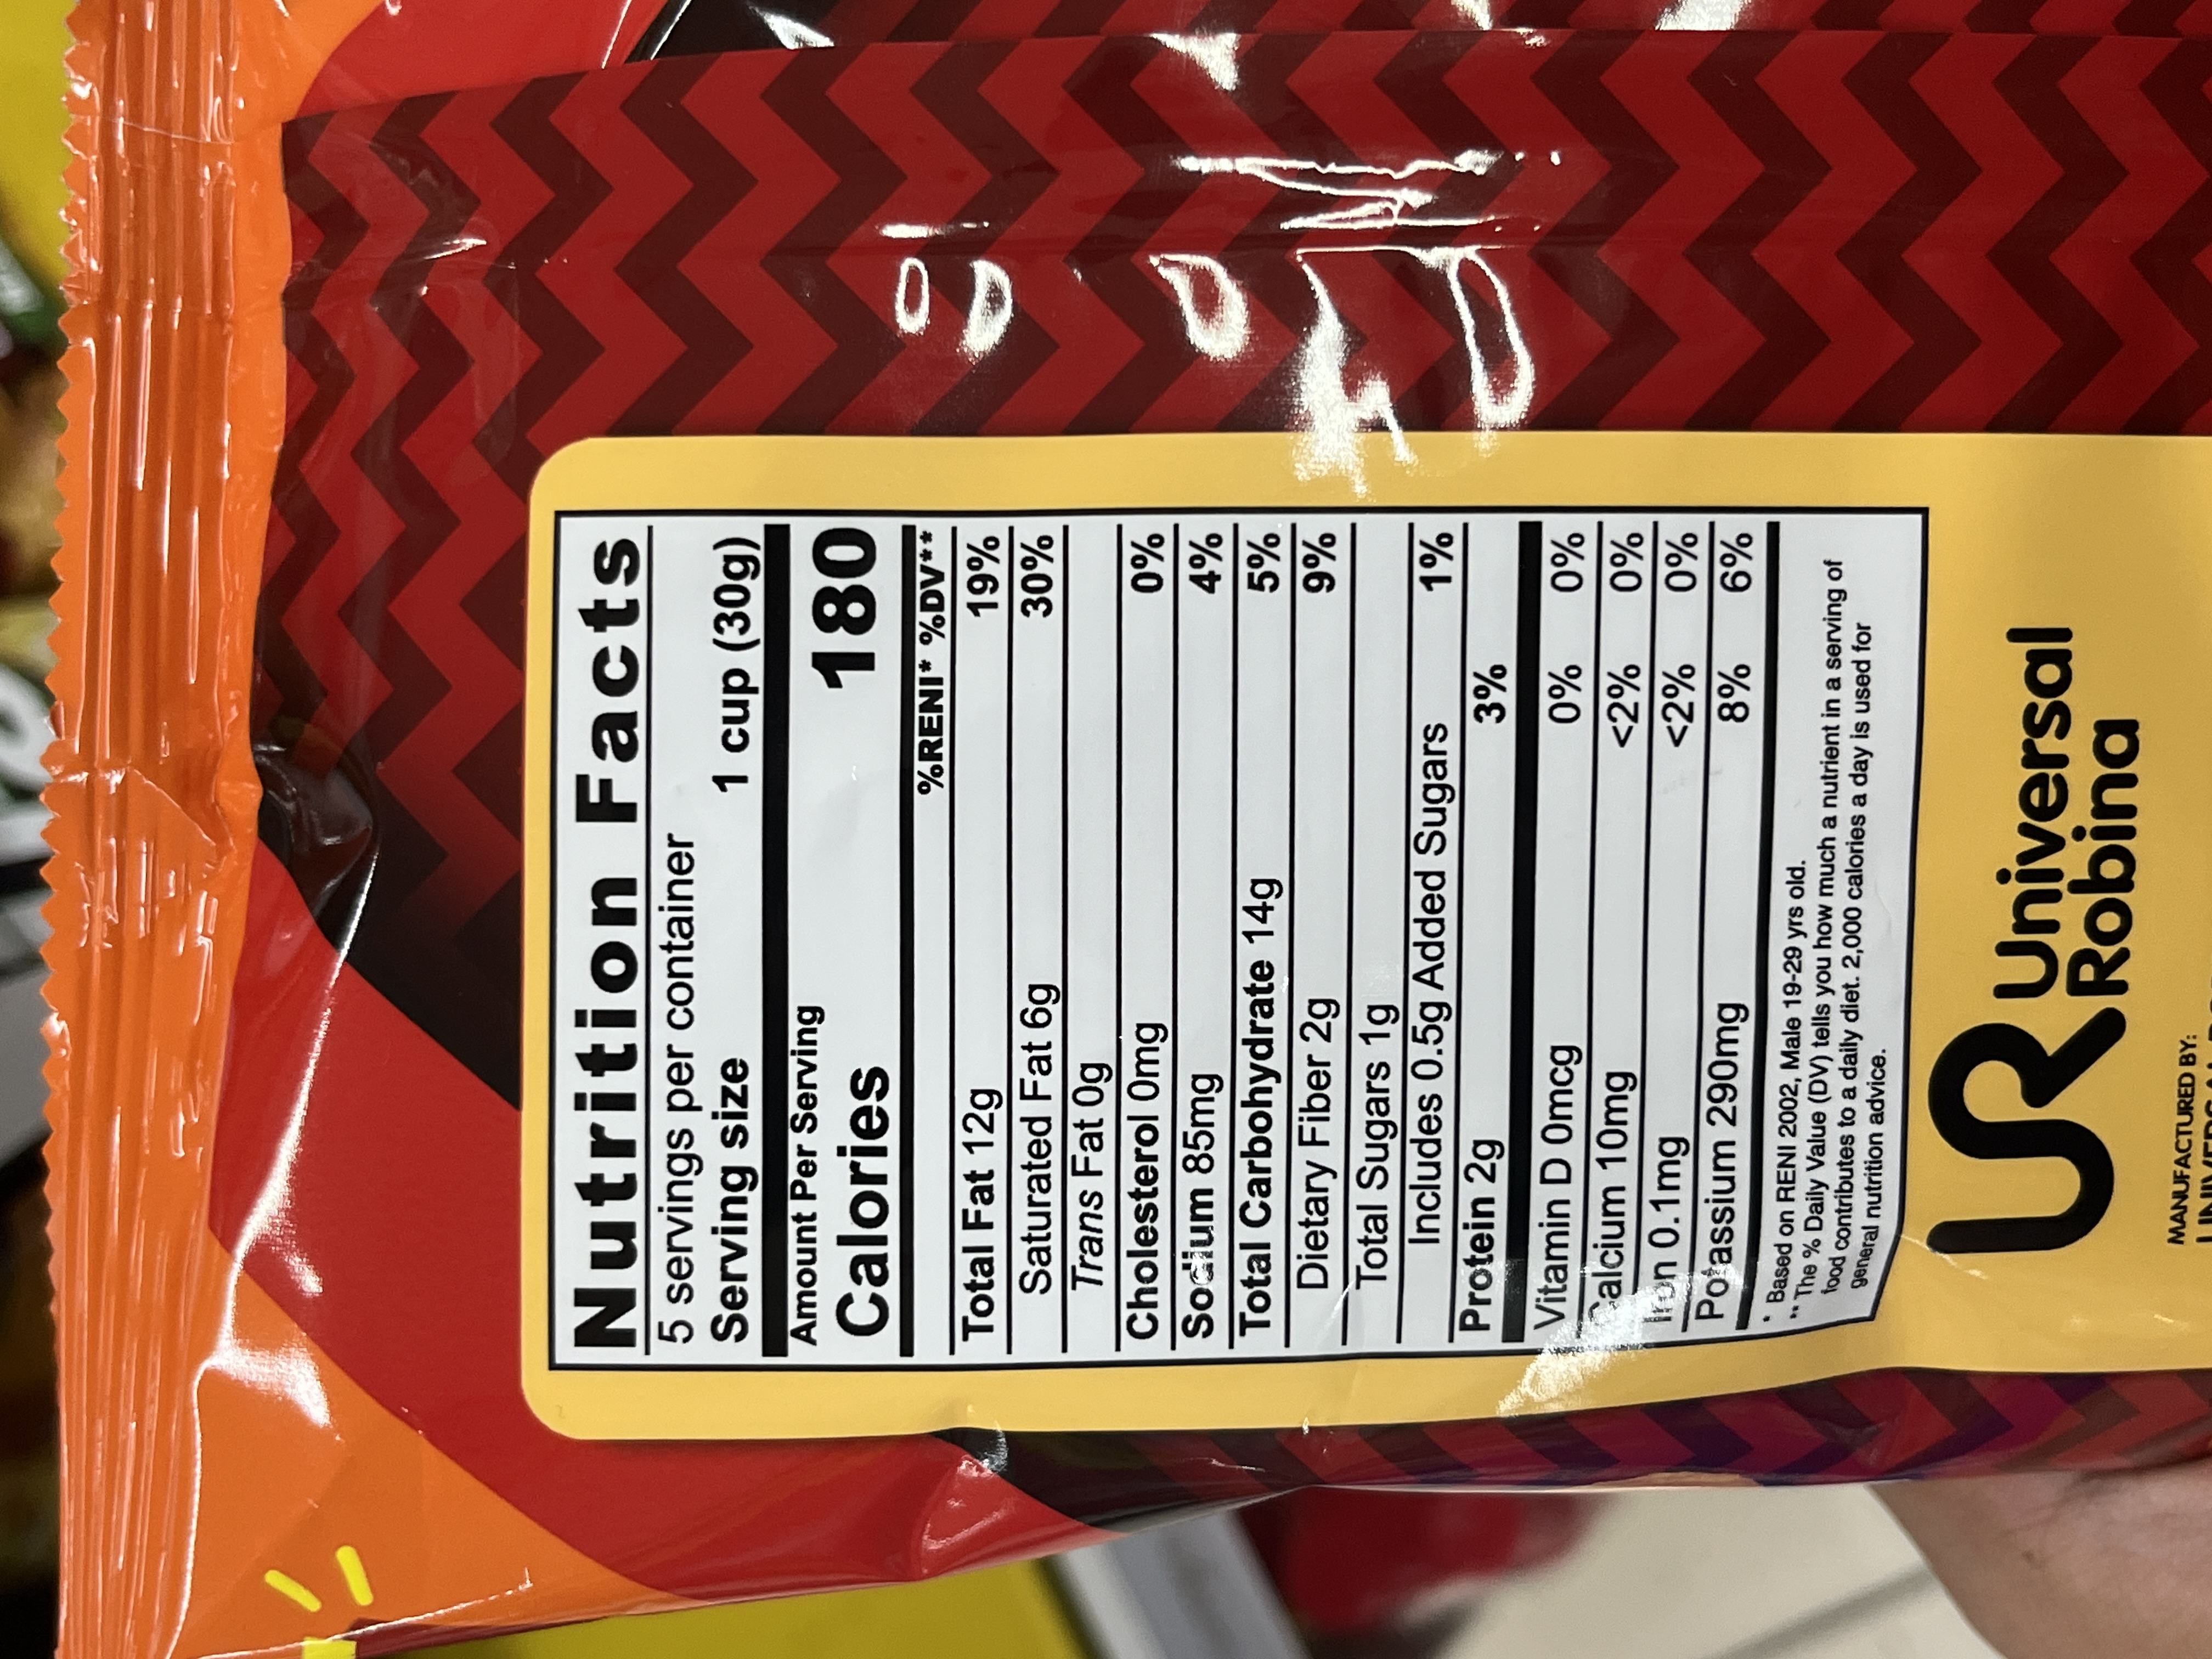 Nutrition Facts
5 servings per container
Serving size 1 cup (30g)
Amount Per Serving
Calories 180
%RENI* %DV**
Total Fat 12g 19%
Saturated Fat 6g 30%
Trans Fat 0g
Cholesterol 0mg 0%
Sodium 85mg 4%
Total Carbohydrate 14g 5%
Dietary Fiber 2g 9%
Total Sugars 1g
Includes 0.5g Added Sugars 1%
Protein 2g 3%
Vitamin D 0mcg 0% 0%
Calcium 10mg <2% 0%
Iron 0.1mg <2% 0%
Potassium 290mg 8% 6%
* Based on RENI 2002, Male 19-29 yrs old.
** The % Daily Value (DV) tells you how much a nutrient in a serving of
food contributes to a daily diet. 2,000 calories a day is used for
general nutrition advice.
UR Universal
Robina
MANUFACTURED BY: